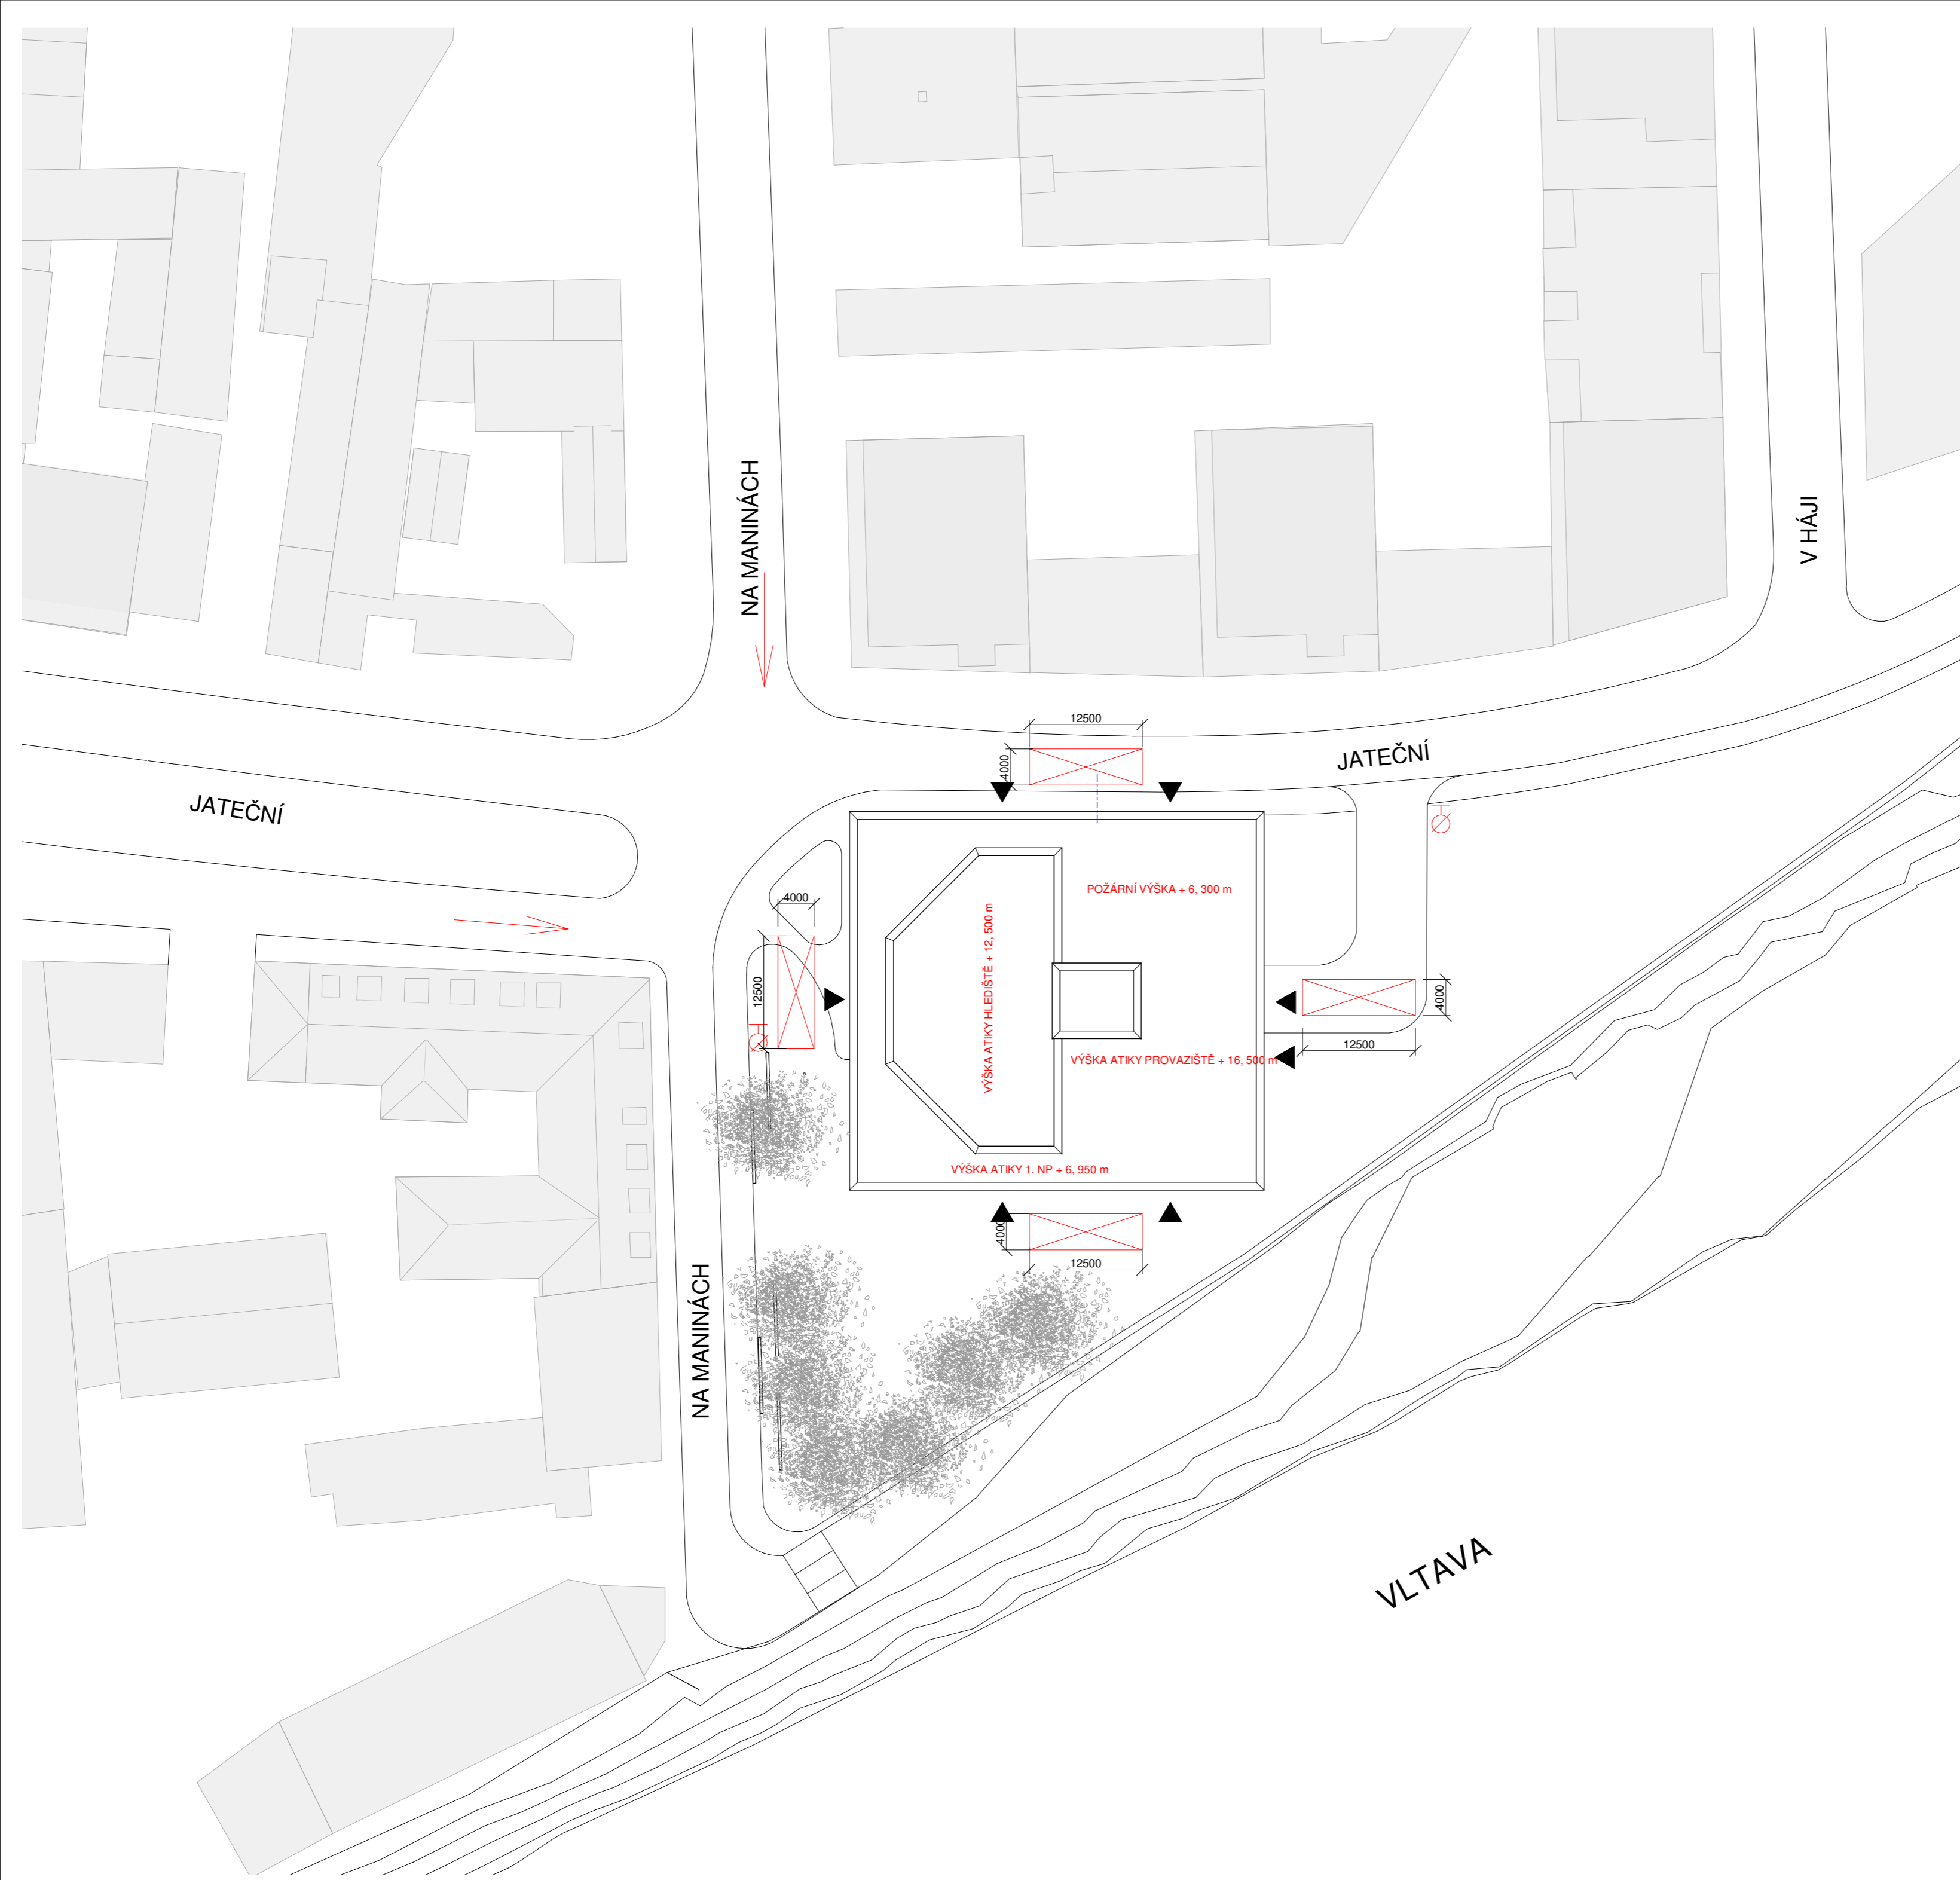 NA MANINÁCH
V HÁJI
12500
4000
JATEČNÍ
JATEČNÍ
POŽÁRNÍ VÝŠKA + 6, 300 m
4000
12500
VÝŠKA ATIKY HLEDIŠTĚ + 12, 500 m
4000
12500
VÝŠKA ATIKY PROVAZIŠTĚ + 16, 500 m
VÝŠKA ATIKY 1. NP + 6, 950 m
4000
12500
NA MANINÁCH
VLTAVA